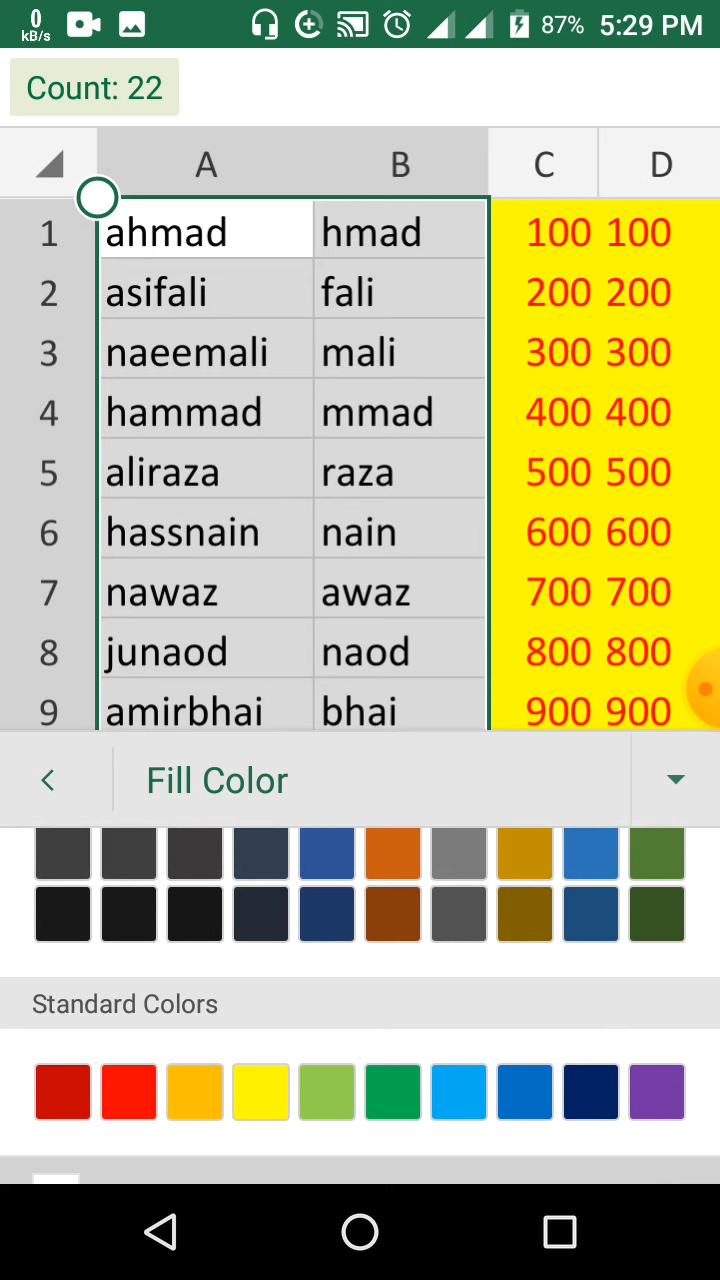 0 kB/s 87% 5:29 PM
Count: 22
A B C D
1 ahmad hmad 100 100
2 asifali fali 200 200
3 naeemali mali 300 300
4 hammad mmad 400 400
5 aliraza raza 500 500
6 hassnain nain 600 600
7 nawaz awaz 700 700
8 junaod naod 800 800
9 amirbhai bhai 900 900
Fill Color
Standard Colors